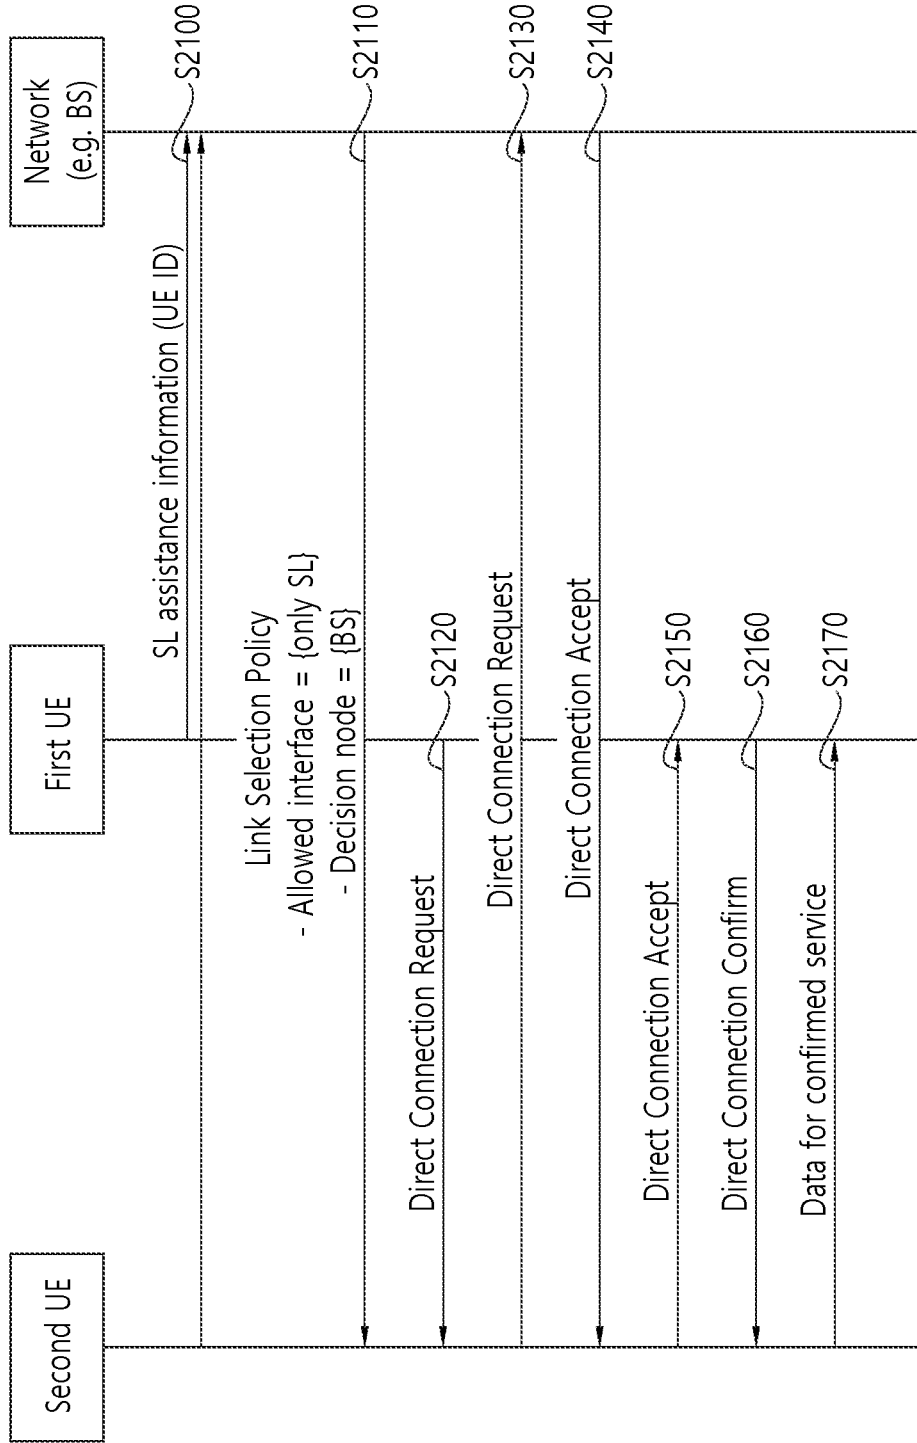 Second UE
First UE
Network
(e.g. BS)
SL assistance information (UE ID)
S2100
Link Selection Policy
- Allowed interface = {only SL}
- Decision node = {BS}
S2110
Direct Connection Request
S2120
Direct Connection Request
S2130
Direct Connection Accept
S2140
Direct Connection Accept
S2150
Direct Connection Confirm
S2160
Data for confirmed service
S2170